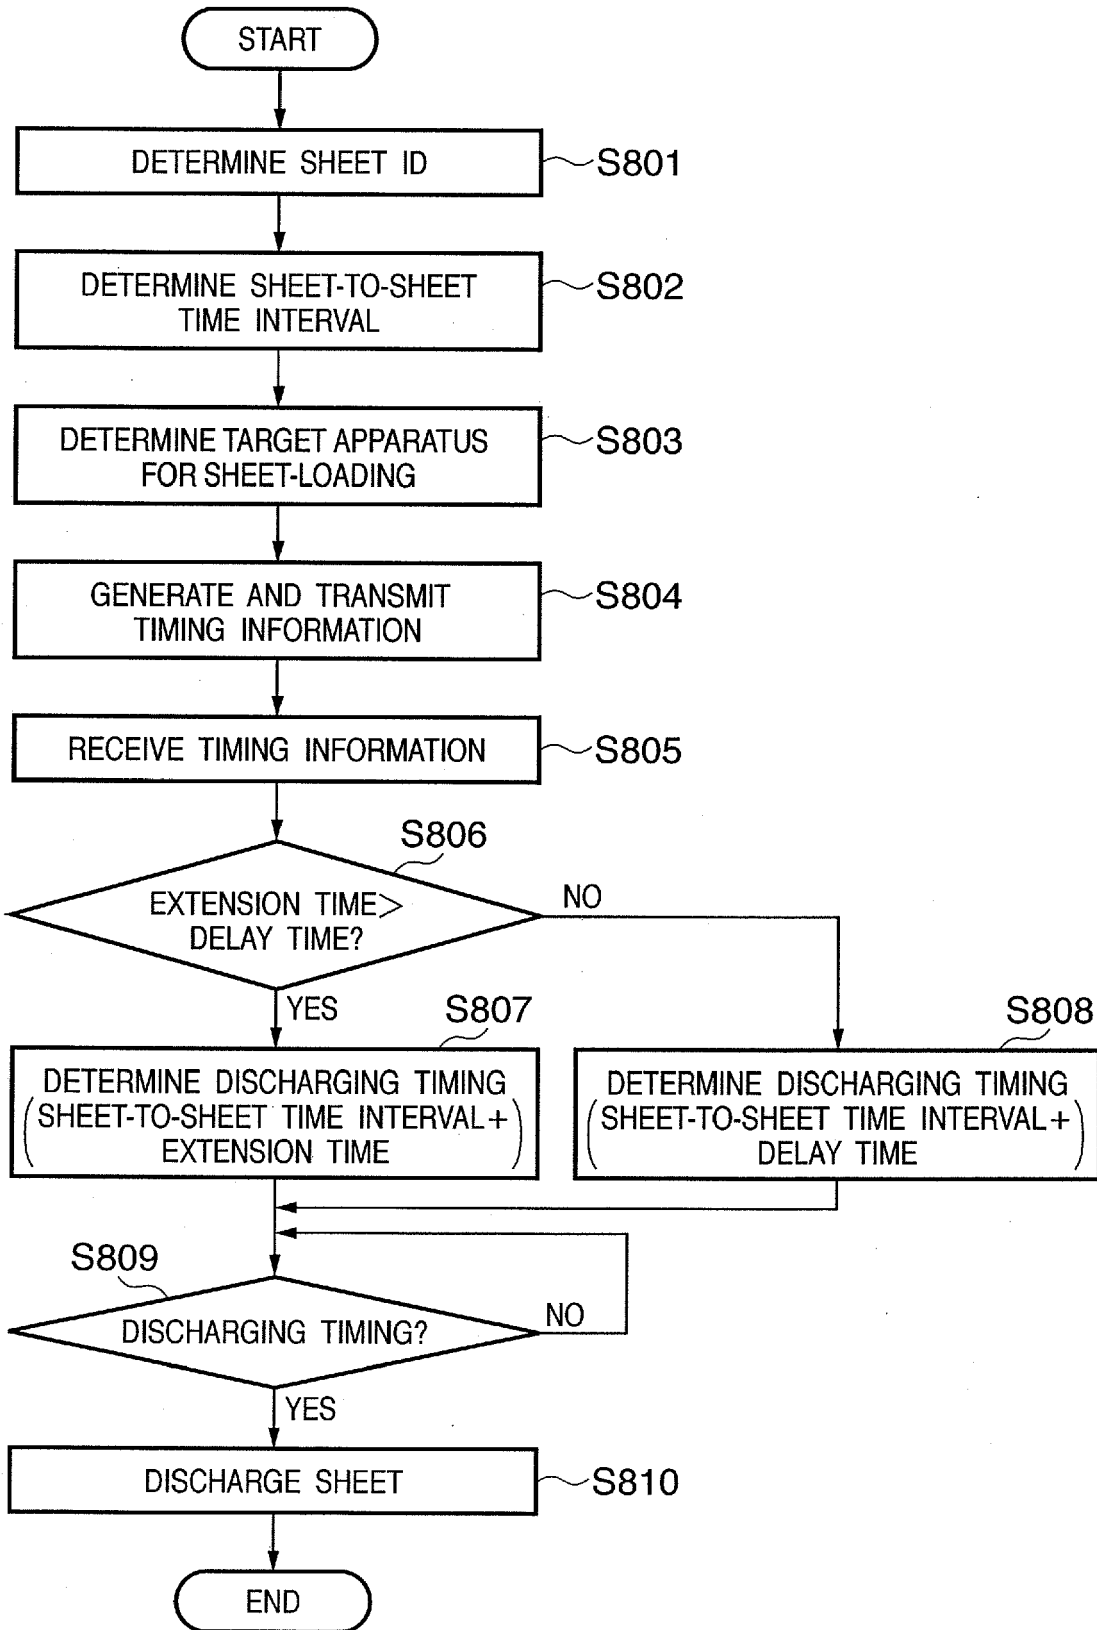 START
DETERMINE SHEET ID
S801
DETERMINE SHEET-TO-SHEET
TIME INTERVAL
S802
DETERMINE TARGET APPARATUS
FOR SHEET-LOADING
S803
GENERATE AND TRANSMIT
TIMING INFORMATION
S804
RECEIVE TIMING INFORMATION
S805
S806
EXTENSION TIME>
DELAY TIME?
NO
YES
S807
DETERMINE DISCHARGING TIMING
(SHEET-TO-SHEET TIME INTERVAL+
EXTENSION TIME)
S808
DETERMINE DISCHARGING TIMING
(SHEET-TO-SHEET TIME INTERVAL+
DELAY TIME)
S809
DISCHARGING TIMING?
NO
YES
DISCHARGE SHEET
S810
END